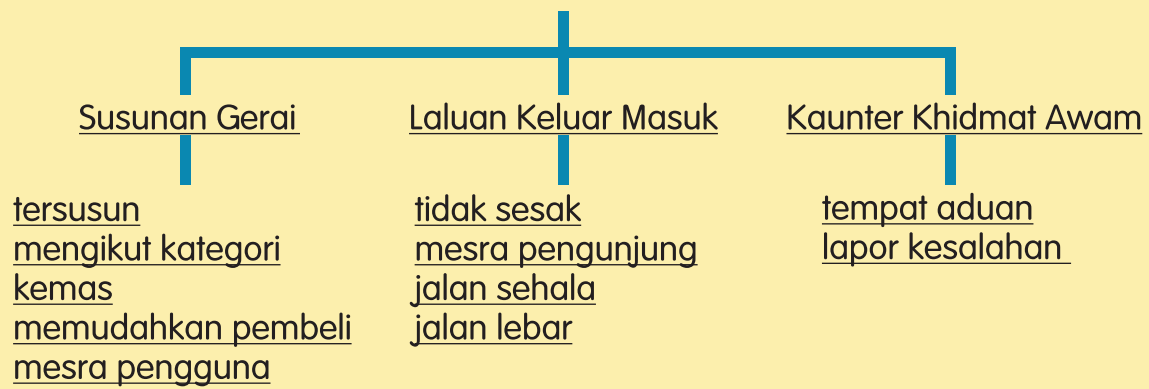 Susunan Gerai
Laluan Keluar Masuk
Kaunter Khidmat Awam
tersusun
mengikut kategori
kemas
memudahkan pembeli
mesra pengguna
tidak sesak
mesra pengunjung
jalan sehala
jalan lebar
tempat aduan
lapor kesalahan